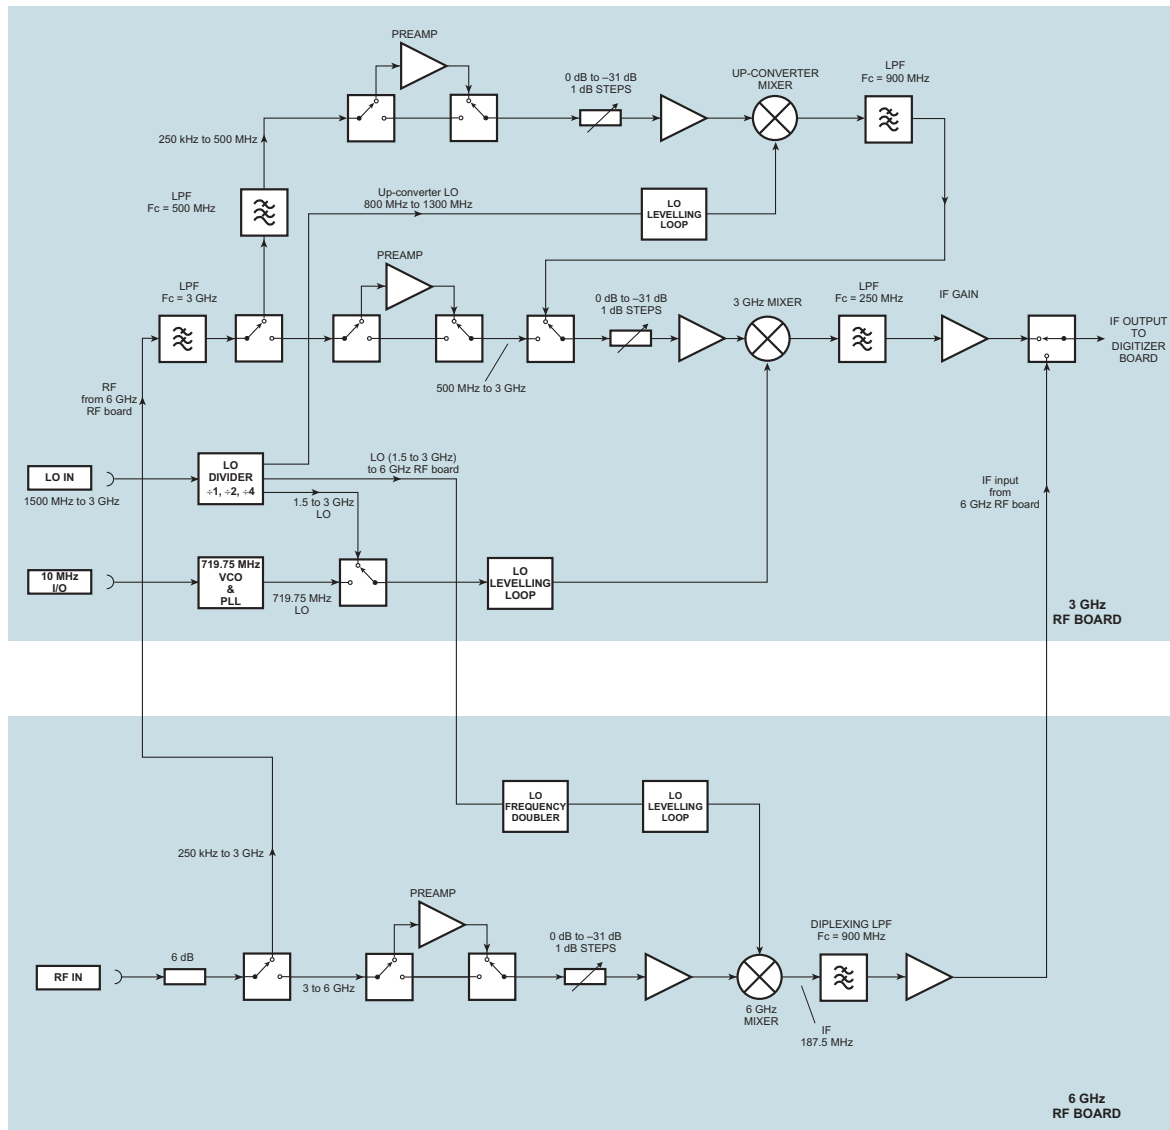 PREAMP
0 dB to –31 dB
1 dB STEPS
UP-CONVERTER
MIXER
LPF
Fc = 900 MHz
250 kHz to 500 MHz
LPF
Fc = 500 MHz
Up-converter LO
800 MHz to 1300 MHz
LO
LEVELLING
LOOP
PREAMP
LPF
Fc = 3 GHz
0 dB to –31 dB
1 dB STEPS
3 GHz MIXER
LPF
Fc = 250 MHz
IF GAIN
IF OUTPUT
TO
DIGITIZER
BOARD
500 MHz to 3 GHz
RF
from 6 GHz
RF board
LO IN
1500 MHz to 3 GHz
LO
DIVIDER
÷1, ÷2, ÷4
LO (1.5 to 3 GHz)
to 6 GHz RF board
1.5 to 3 GHz
LO
IF input
from
6 GHz RF board
10 MHz
I/O
719.75 MHz
VCO
&
PLL
719.75 MHz
LO
LO
LEVELLING
LOOP
3 GHz
RF BOARD
LO
FREQUENCY
DOUBLER
LO
LEVELLING
LOOP
250 kHz to 3 GHz
PREAMP
RF IN
6 dB
3 to 6 GHz
0 dB to –31 dB
1 dB STEPS
6 GHz
MIXER
DIPLEXING LPF
Fc = 900 MHz
IF
187.5 MHz
6 GHz
RF BOARD